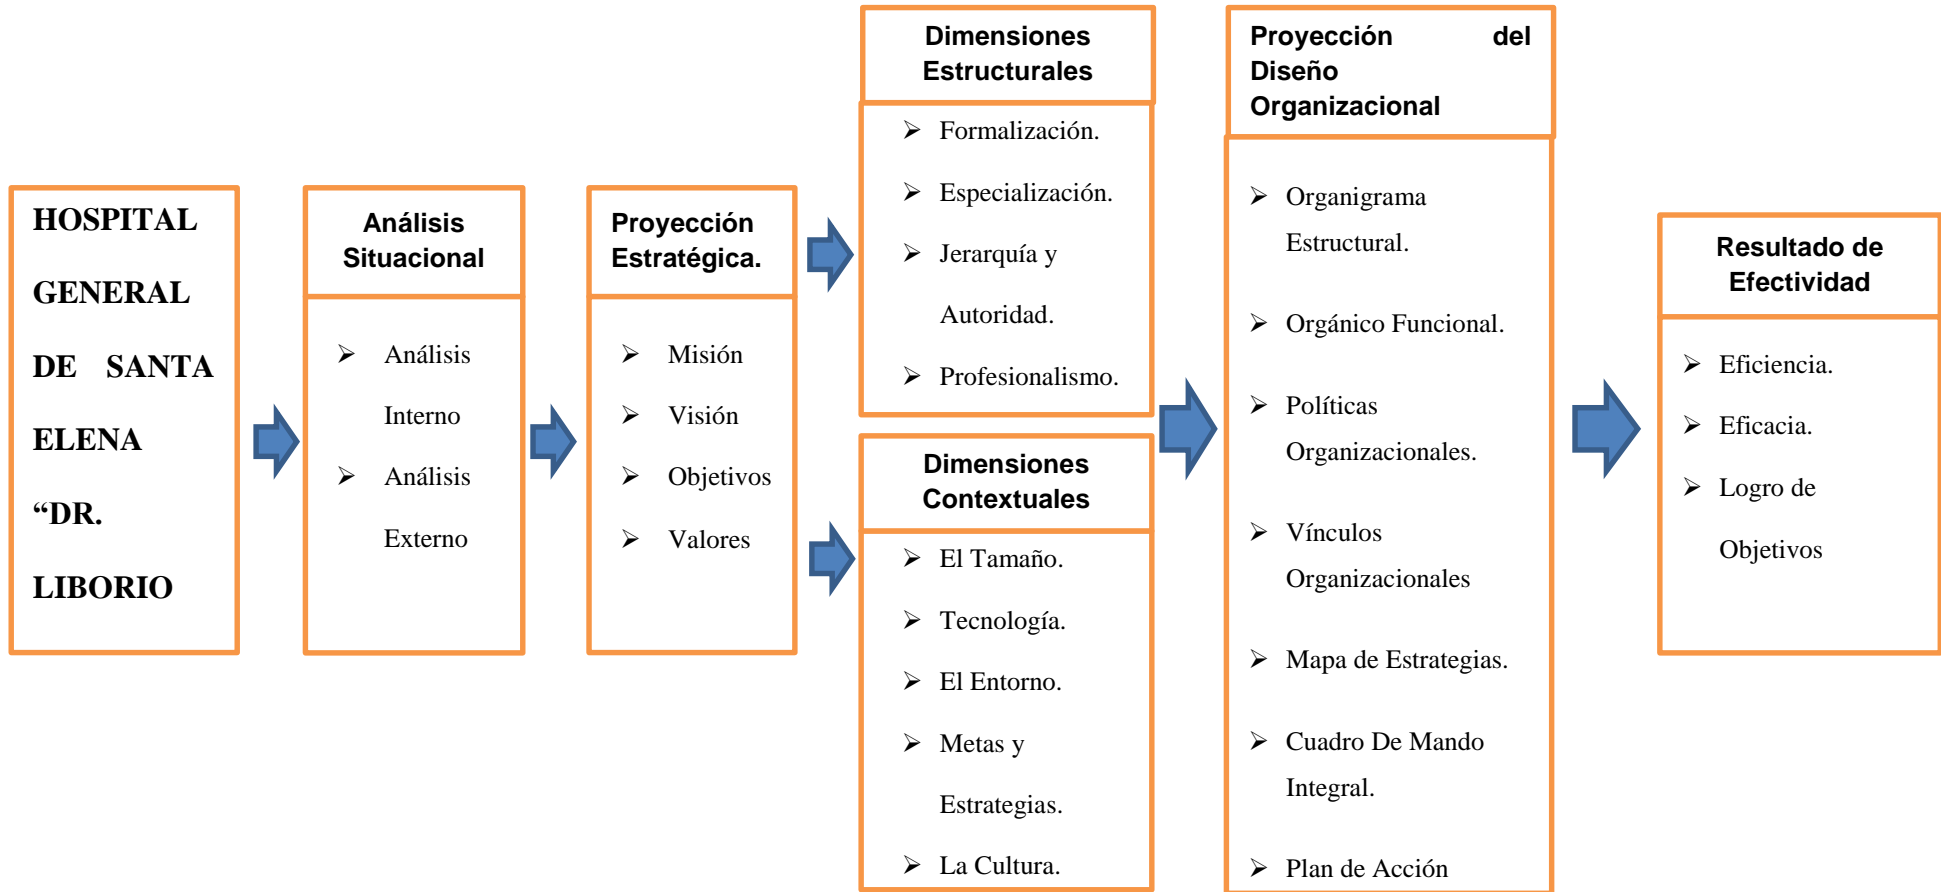 HOSPITAL
GENERAL
DE SANTA
ELENA
“DR.
LIBORIO
Análisis
Situacional
➢ Análisis
Interno
➢ Análisis
Externo
Proyección
Estratégica.
➢ Misión
➢ Visión
➢ Objetivos
➢ Valores
Dimensiones
Estructurales
➢ Formalización.
➢ Especialización.
➢ Jerarquía y
Autoridad.
➢ Profesionalismo.
Dimensiones
Contextuales
➢ El Tamaño.
➢ Tecnología.
➢ El Entorno.
➢ Metas y
Estrategias.
➢ La Cultura.
Proyección del
Diseño
Organizacional
➢ Organigrama
Estructural.
➢ Orgánico Funcional.
➢ Políticas
Organizacionales.
➢ Vínculos
Organizacionales
➢ Mapa de Estrategias.
➢ Cuadro De Mando
Integral.
➢ Plan de Acción
Resultado de
Efectividad
➢ Eficiencia.
➢ Eficacia.
➢ Logro de
Objetivos